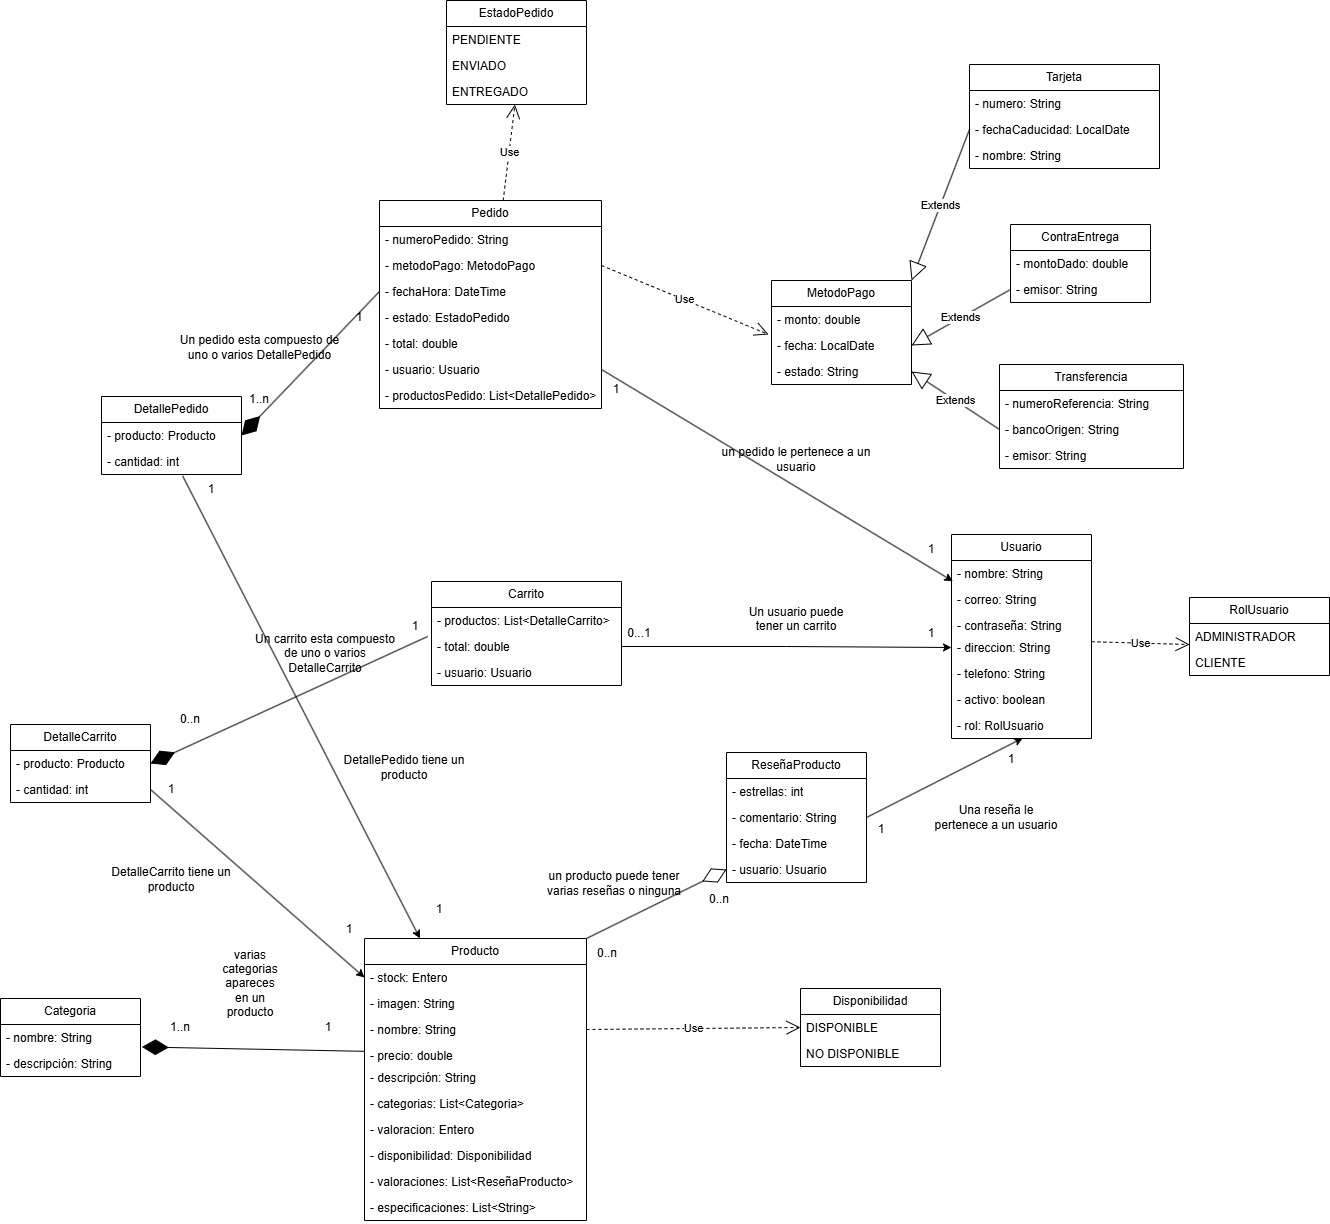 EstadoPedido
PENDIENTE
ENVIADO
ENTREGADO
Use
Tarjeta
- numero: String
- fechaCaducidad: LocalDate
- nombre: String
Extends
Pedido
- numeroPedido: String
- metodoPago: MetodoPago
- fechaHora: DateTime
- estado: EstadoPedido
- total: double
- usuario: Usuario
- productosPedido: List<DetallePedido>
Use
ContraEntrega
- montoDado: double
- emisor: String
Extends
MetodoPago
- monto: double
- fecha: LocalDate
- estado: String
Transferencia
- numeroReferencia: String
- bancoOrigen: String
- emisor: String
Extends
1
Un pedido esta compuesto de
uno o varios DetallePedido
1..n
DetallePedido
- producto: Producto
- cantidad: int
1
1
un pedido le pertenece a un
usuario
1
Usuario
- nombre: String
- correo: String
- contraseña: String
- direccion: String
- telefono: String
- activo: boolean
- rol: RolUsuario
Use
RolUsuario
ADMINISTRADOR
CLIENTE
Carrito
- productos: List<DetalleCarrito>
- total: double
- usuario: Usuario
0...1
Un usuario puede
tener un carrito
1
1
Un carrito esta compuesto
de uno o varios
DetalleCarrito
0..n
DetalleCarrito
- producto: Producto
- cantidad: int
1
DetallePedido tiene un
producto
ReseñaProducto
- estrellas: int
- comentario: String
- fecha: DateTime
- usuario: Usuario
1
1
Una reseña le
pertenece a un usuario
DetalleCarrito tiene un
producto
un producto puede tener
varias reseñas o ninguna
0..n
0..n
1
1
Producto
- stock: Entero
- imagen: String
- nombre: String
- precio: double
- descripción: String
- categorias: List<Categoria>
- valoracion: Entero
- disponibilidad: Disponibilidad
- valoraciones: List<ReseñaProducto>
- especificaciones: List<String>
varias
categorias
apareces
en un
producto
1..n
1
Categoria
- nombre: String
- descripción: String
Use
Disponibilidad
DISPONIBLE
NO DISPONIBLE